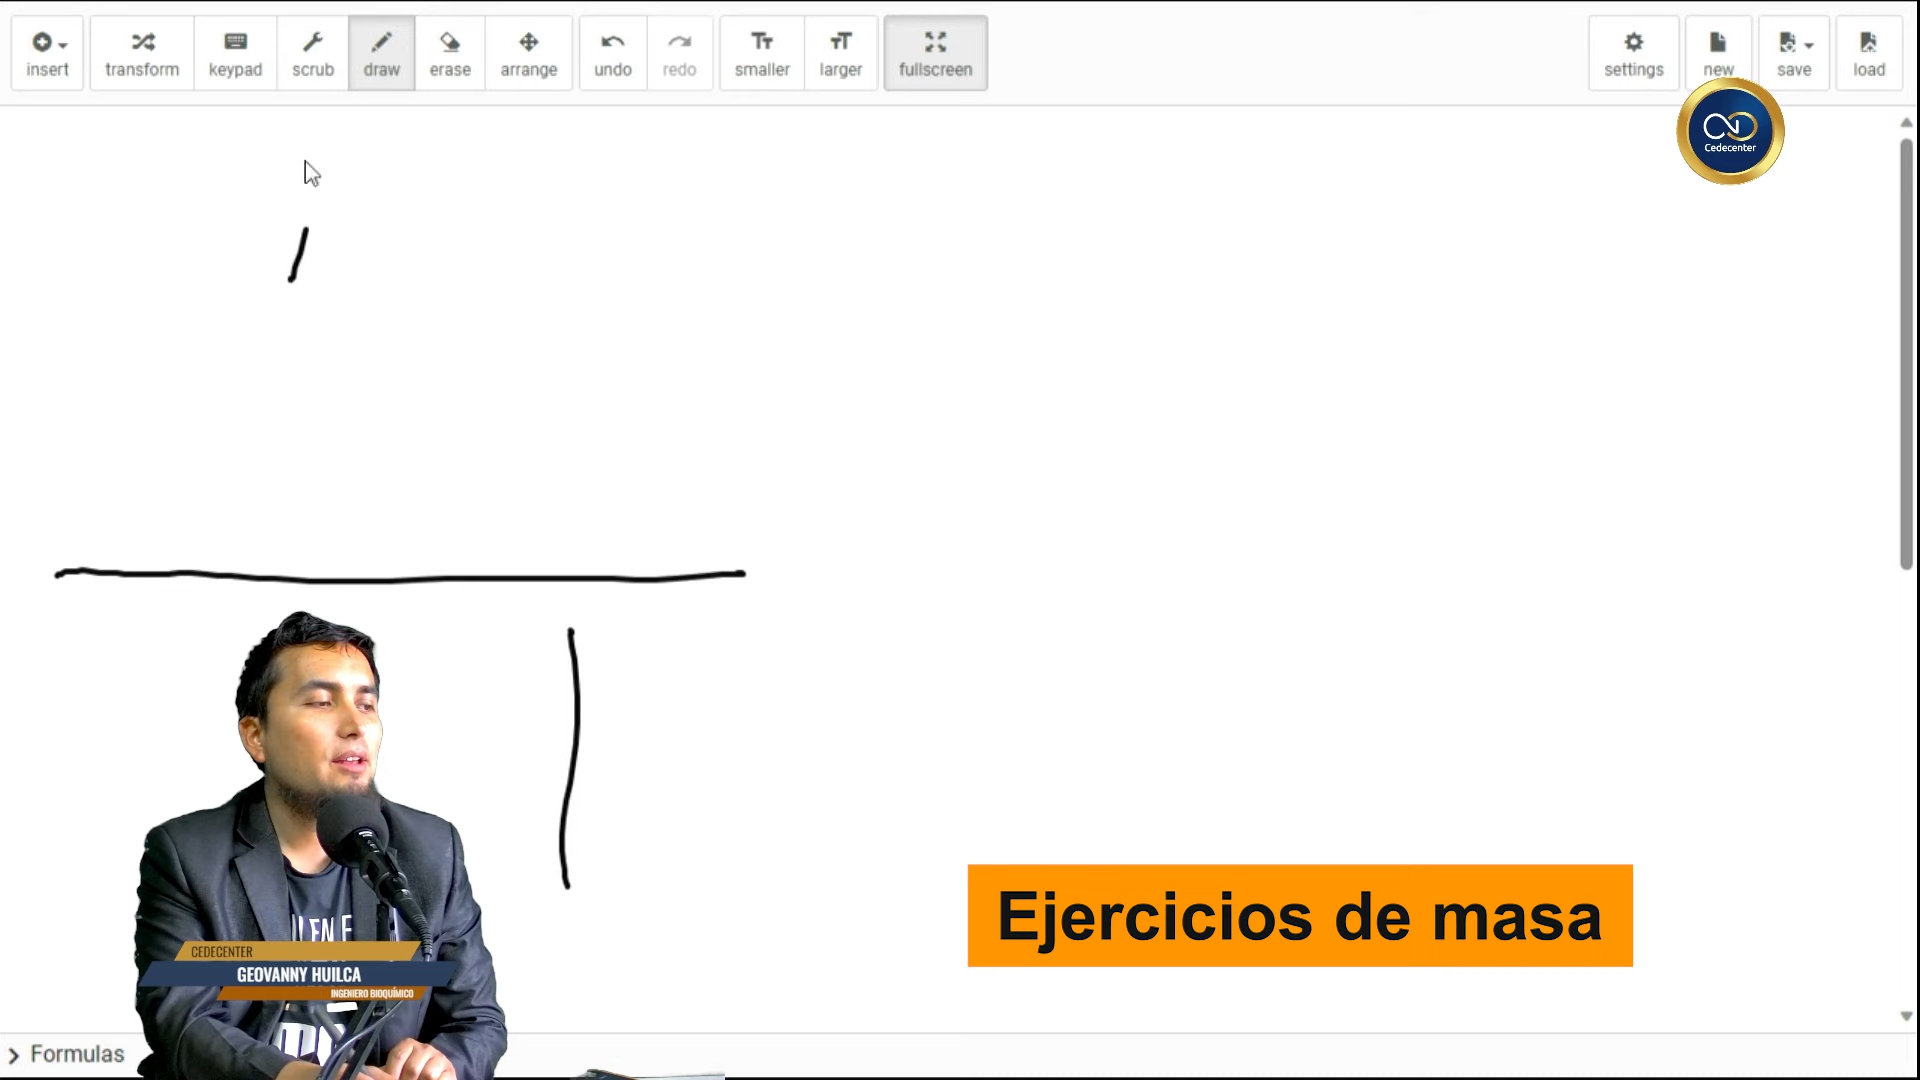 insert
transform
keypad
scrub
draw
erase
arrange
undo
redo
smaller
larger
fullscreen
settings
new
save
load
Cedecenter
CEDECENTER
GEOVANNY HUILCA
INGENIERO BIOQUÍMICO
Ejercicios de masa
Formulas